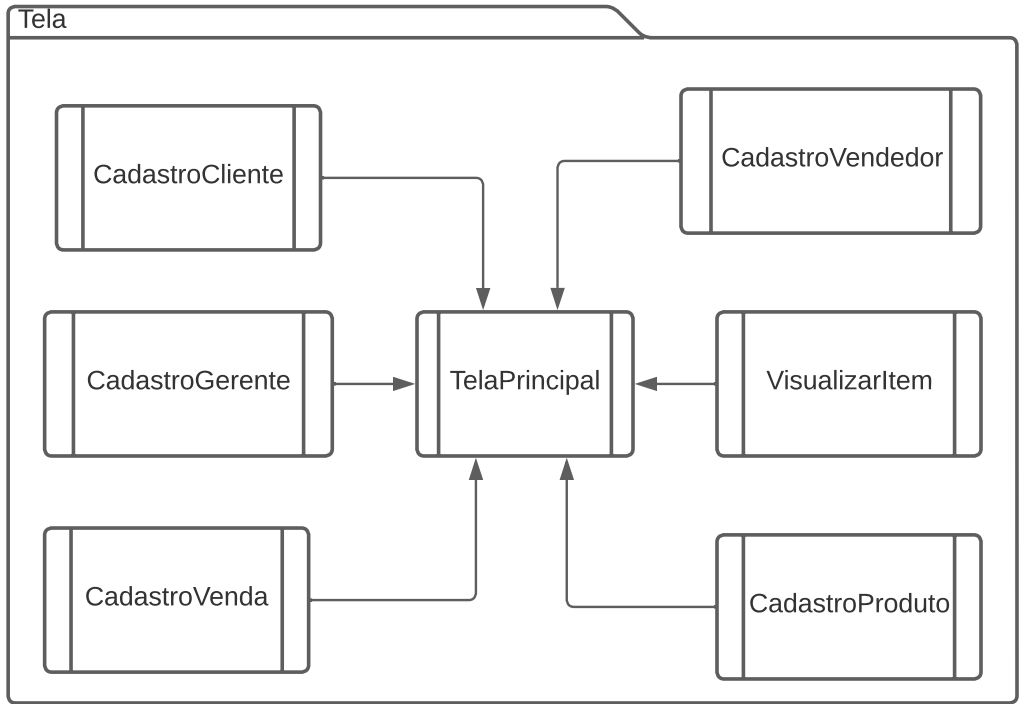 Tela
CadastroCliente
CadastroVendedor
CadastroGerente
TelaPrincipal
VisualizarItem
CadastroVenda
CadastroProduto